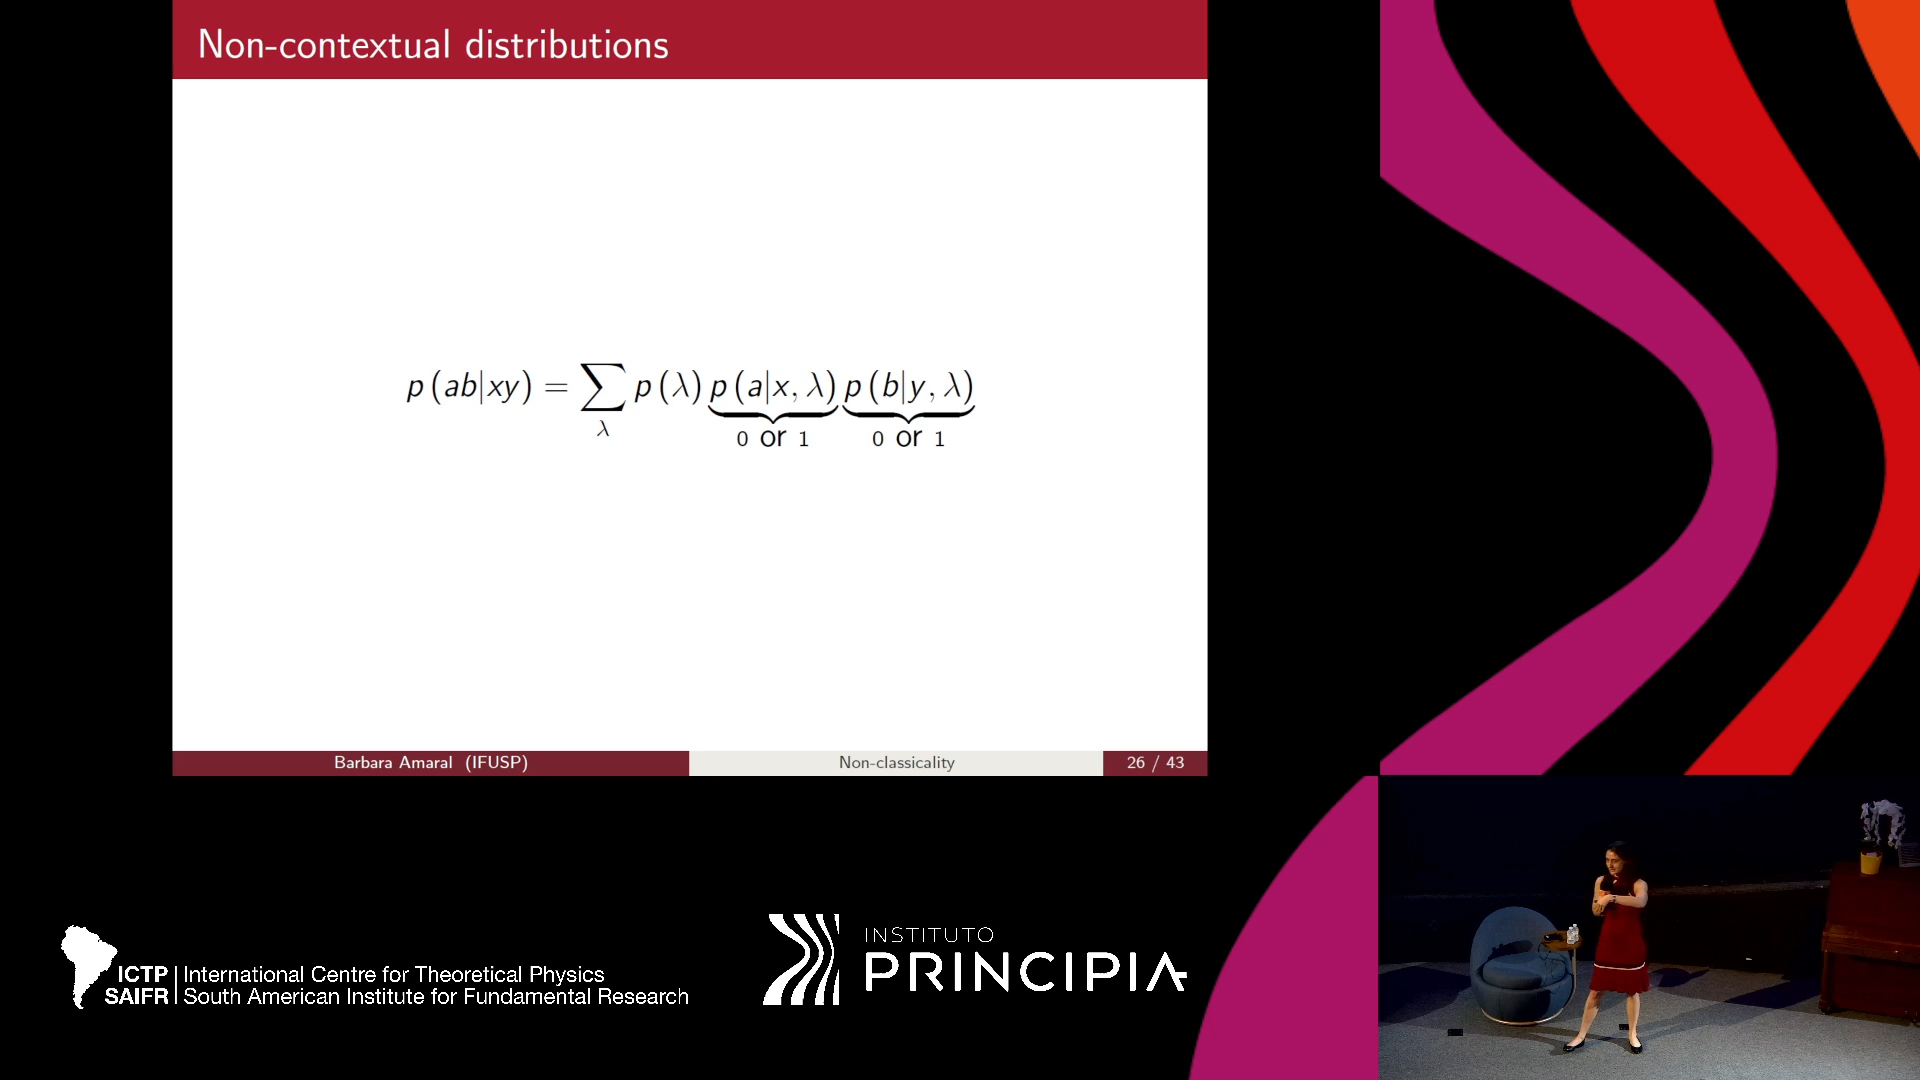 Non-contextual distributions
p (ab|xy) = ∑ p (λ) p (a|x, λ) p (b|y, λ)
λ
0 or 1 0 or 1
Barbara Amaral (IFUSP) Non-classicality 26 / 43
ICTP International Centre for Theoretical Physics
SAIFR South American Institute for Fundamental Research
INSTITUTO
PRINCIPIA